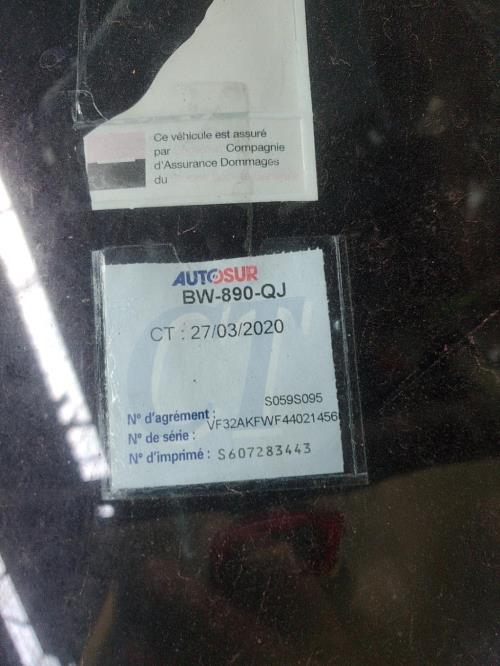 Ce véhicule est assuré
par Compagnie
d'Assurance Dommages
du
AUTOSUR
BW-890-QJ
CT : 27/03/2020
S059S095
N° d'agrément :
VF32AKFWF44021456
N° de série :
N° d'imprimé : S607283443